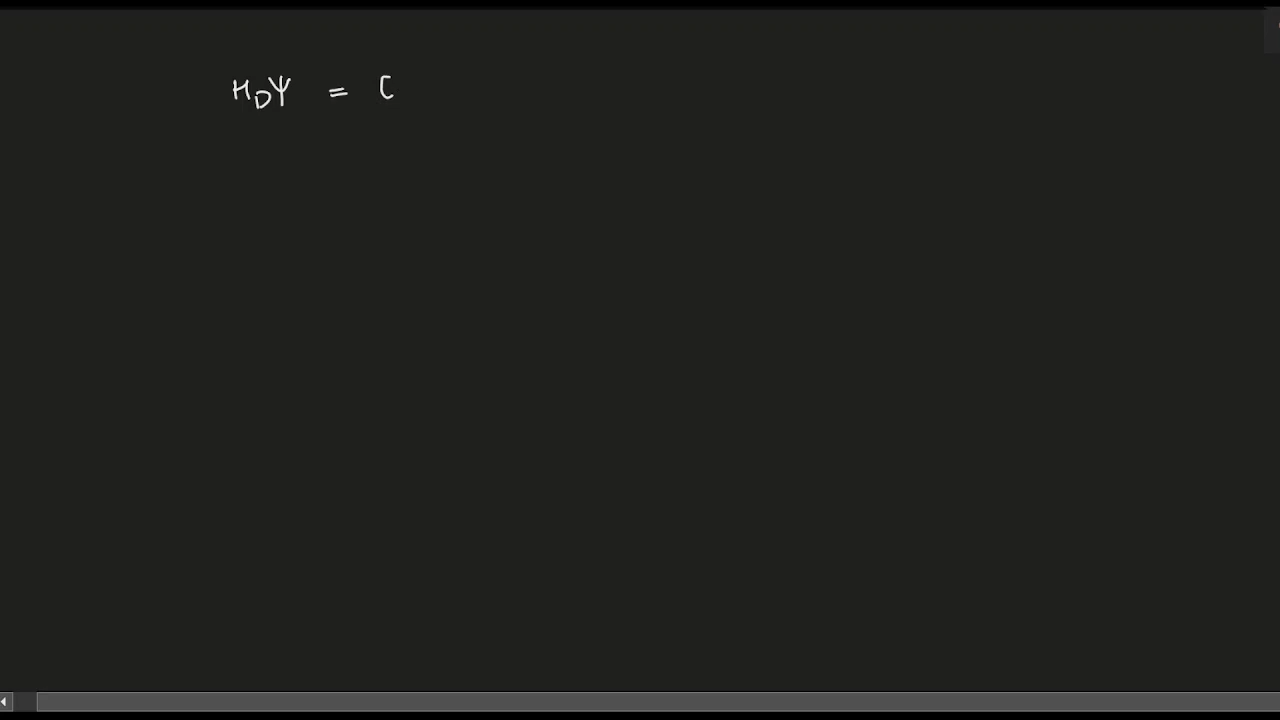 H_Dψ = [